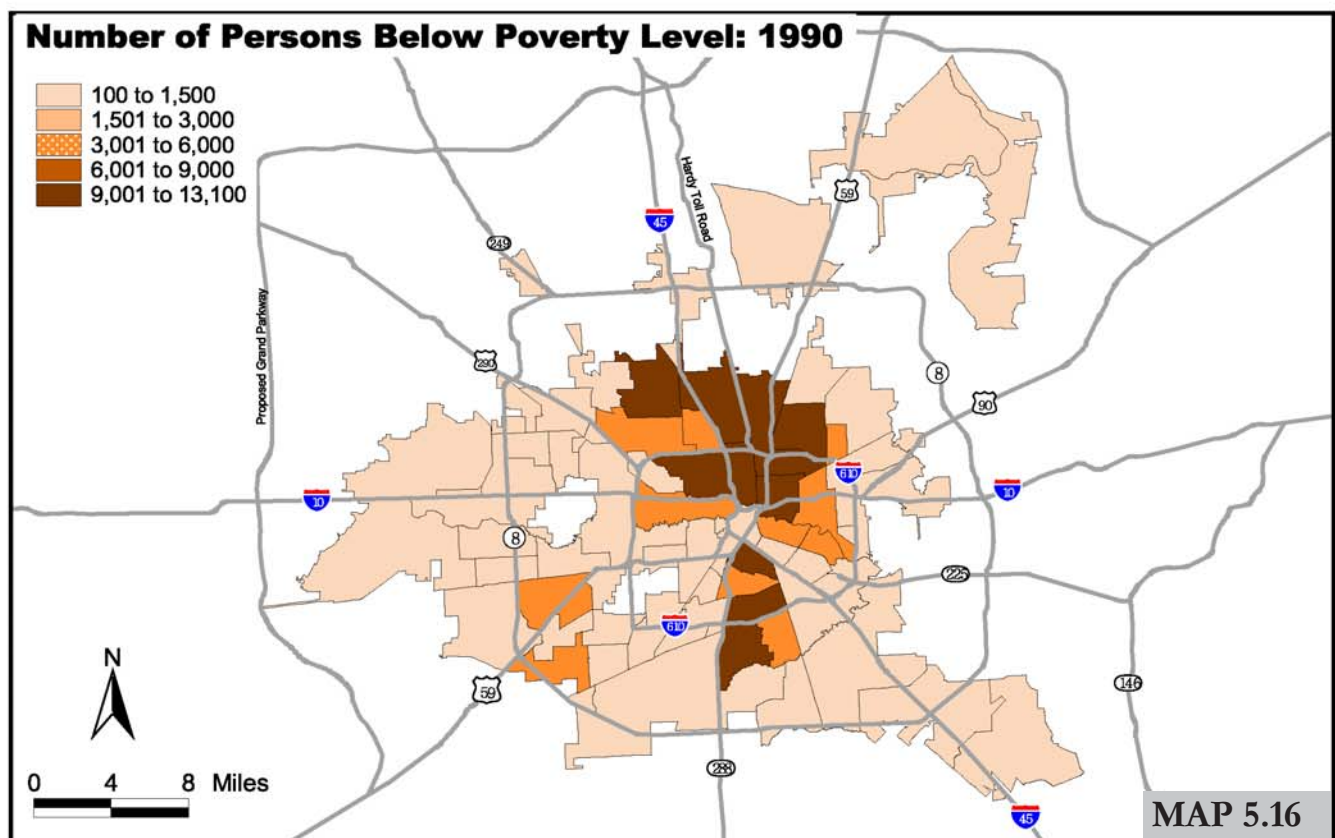 Number of Persons Below Poverty Level: 1990
100 to 1,500
1,501 to 3,000
3,001 to 6,000
6,001 to 9,000
9,001 to 13,100
Hardy Toll Road
59
45
249
Proposed Grand Parkway
290
8
90
610
10
10
8
225
610
59
146
288
45
N
0 4 8 Miles
MAP 5.16